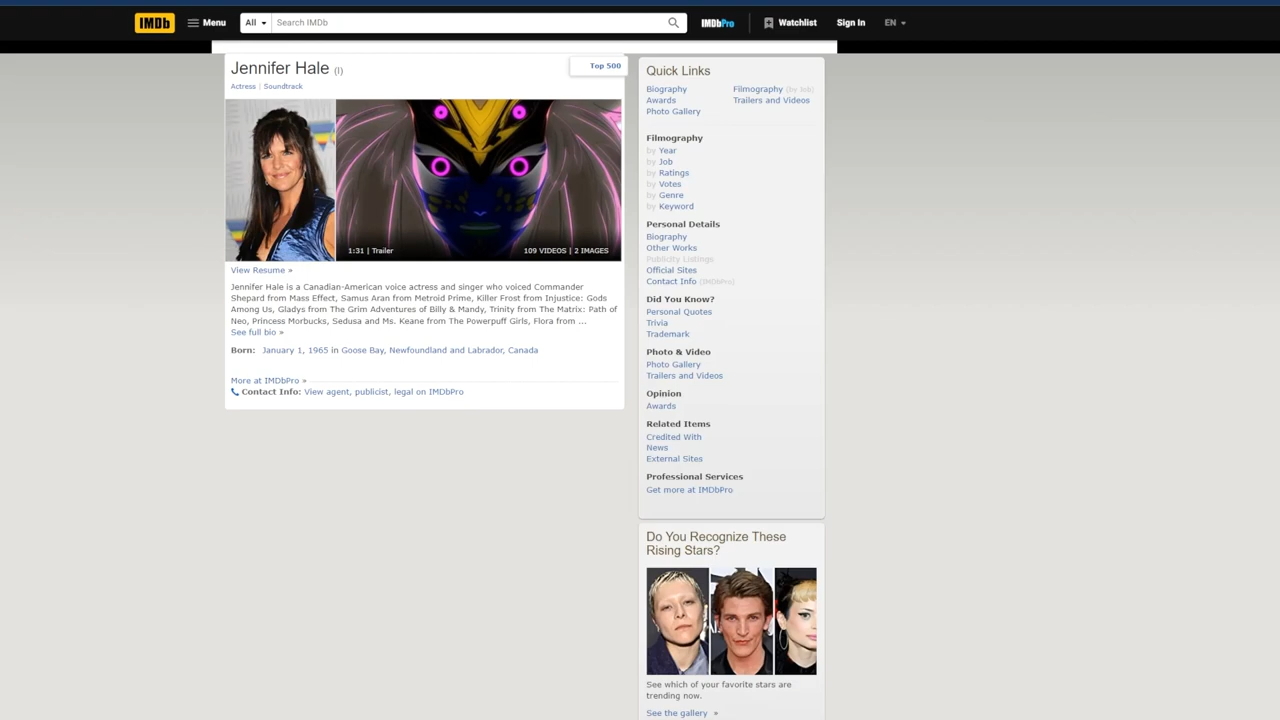 IMDb Menu All Search IMDb IMDbPro Watchlist Sign In EN
Jennifer Hale (I)
Top 500
Actress | Soundtrack
1:31 | Trailer 109 VIDEOS | 2 IMAGES
View Resume »
Jennifer Hale is a Canadian-American voice actress and singer who voiced Commander
Shepard from Mass Effect, Samus Aran from Metroid Prime, Killer Frost from Injustice: Gods
Among Us, Gladys from The Grim Adventures of Billy & Mandy, Trinity from The Matrix: Path of
Neo, Princess Morbucks, Sedusa and Ms. Keane from The Powerpuff Girls, Flora from ...
See full bio »
Born: January 1, 1965 in Goose Bay, Newfoundland and Labrador, Canada
More at IMDbPro »
Contact Info: View agent, publicist, legal on IMDbPro
Quick Links
Biography Filmography (by Job)
Awards Trailers and Videos
Photo Gallery
Filmography
by Year
by Job
by Ratings
by Votes
by Genre
by Keyword
Personal Details
Biography
Other Works
Publicity Listings
Official Sites
Contact Info (IMDbPro)
Did You Know?
Personal Quotes
Trivia
Trademark
Photo & Video
Photo Gallery
Trailers and Videos
Opinion
Awards
Related Items
Credited With
News
External Sites
Professional Services
Get more at IMDbPro
Do You Recognize These
Rising Stars?
See which of your favorite stars are
trending now.
See the gallery »